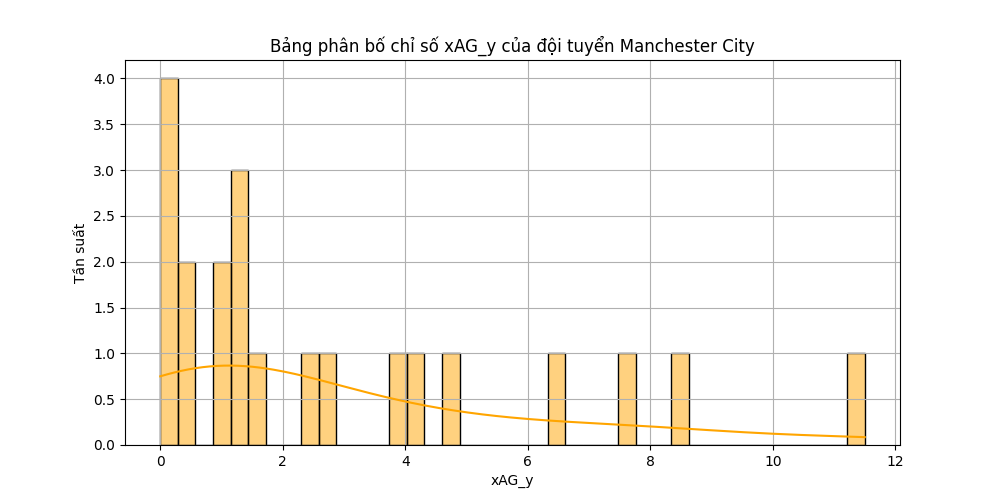 Bảng phân bố chỉ số xAG_y của đội tuyển Manchester City
4.0
3.5
3.0
2.5
2.0
1.5
1.0
0.5
0.0
Tần suất
0 2 4 6 8 10 12
xAG_y